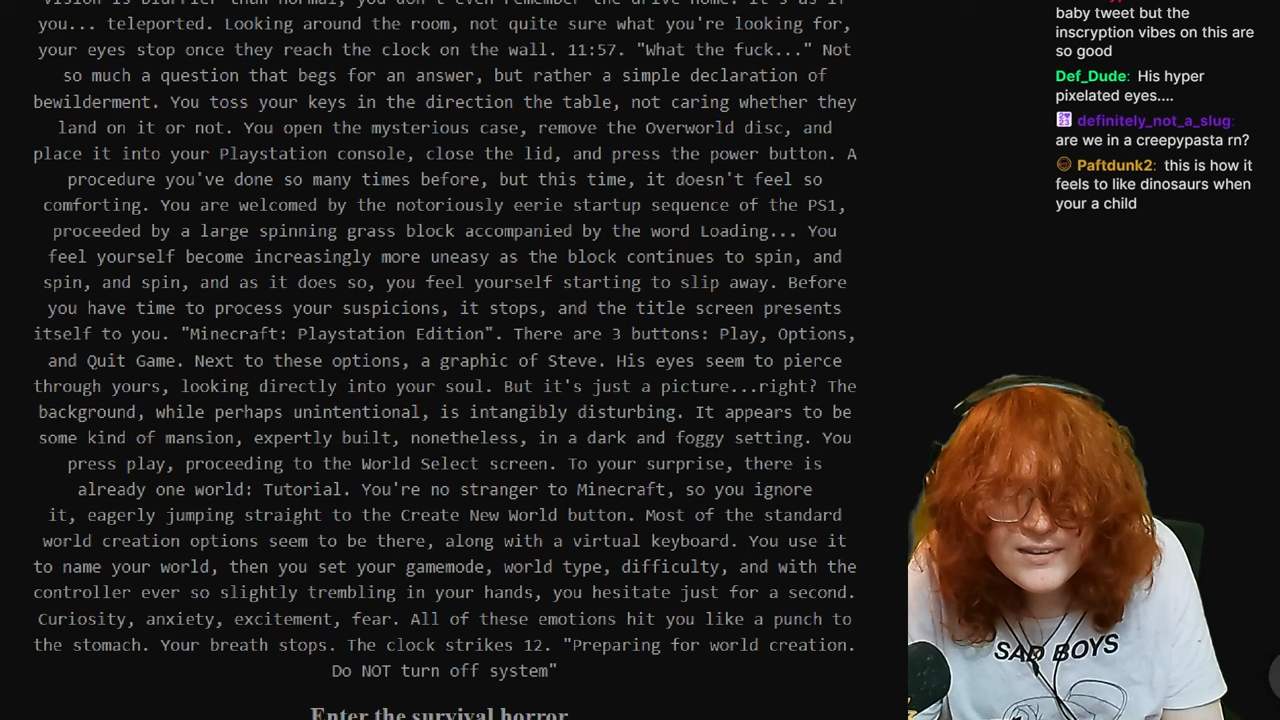 vision is blurrier than normal, you don't even remember the drive home. It's as if
you... teleported. Looking around the room, not quite sure what you're looking for,
your eyes stop once they reach the clock on the wall. 11:57. "What the fuck..." Not
so much a question that begs for an answer, but rather a simple declaration of
bewilderment. You toss your keys in the direction the table, not caring whether they
land on it or not. You open the mysterious case, remove the Overworld disc, and
place it into your Playstation console, close the lid, and press the power button. A
procedure you've done so many times before, but this time, it doesn't feel so
comforting. You are welcomed by the notoriously eerie startup sequence of the PS1,
proceeded by a large spinning grass block accompanied by the word Loading... You
feel yourself become increasingly more uneasy as the block continues to spin, and
spin, and spin, and as it does so, you feel yourself starting to slip away. Before
you have time to process your suspicions, it stops, and the title screen presents
itself to you. "Minecraft: Playstation Edition". There are 3 buttons: Play, Options,
and Quit Game. Next to these options, a graphic of Steve. His eyes seem to pierce
through yours, looking directly into your soul. But it's just a picture...right? The
background, while perhaps unintentional, is intangibly disturbing. It appears to be
some kind of mansion, expertly built, nonetheless, in a dark and foggy setting. You
press play, proceeding to the World Select screen. To your surprise, there is
already one world: Tutorial. You're no stranger to Minecraft, so you ignore
it, eagerly jumping straight to the Create New World button. Most of the standard
world creation options seem to be there, along with a virtual keyboard. You use it
to name your world, then you set your gamemode, world type, difficulty, and with the
controller ever so slightly trembling in your hands, you hesitate just for a second.
Curiosity, anxiety, excitement, fear. All of these emotions hit you like a punch to
the stomach. Your breath stops. The clock strikes 12. "Preparing for world creation.
Do NOT turn off system"
Enter the survival horror
baby tweet but the
inscryption vibes on this are
so good
Def_Dude: His hyper
pixelated eyes....
definitely_not_a_slug:
are we in a creepypasta rn?
Paftdunk2: this is how it
feels to like dinosaurs when
your a child
SAD BOYS